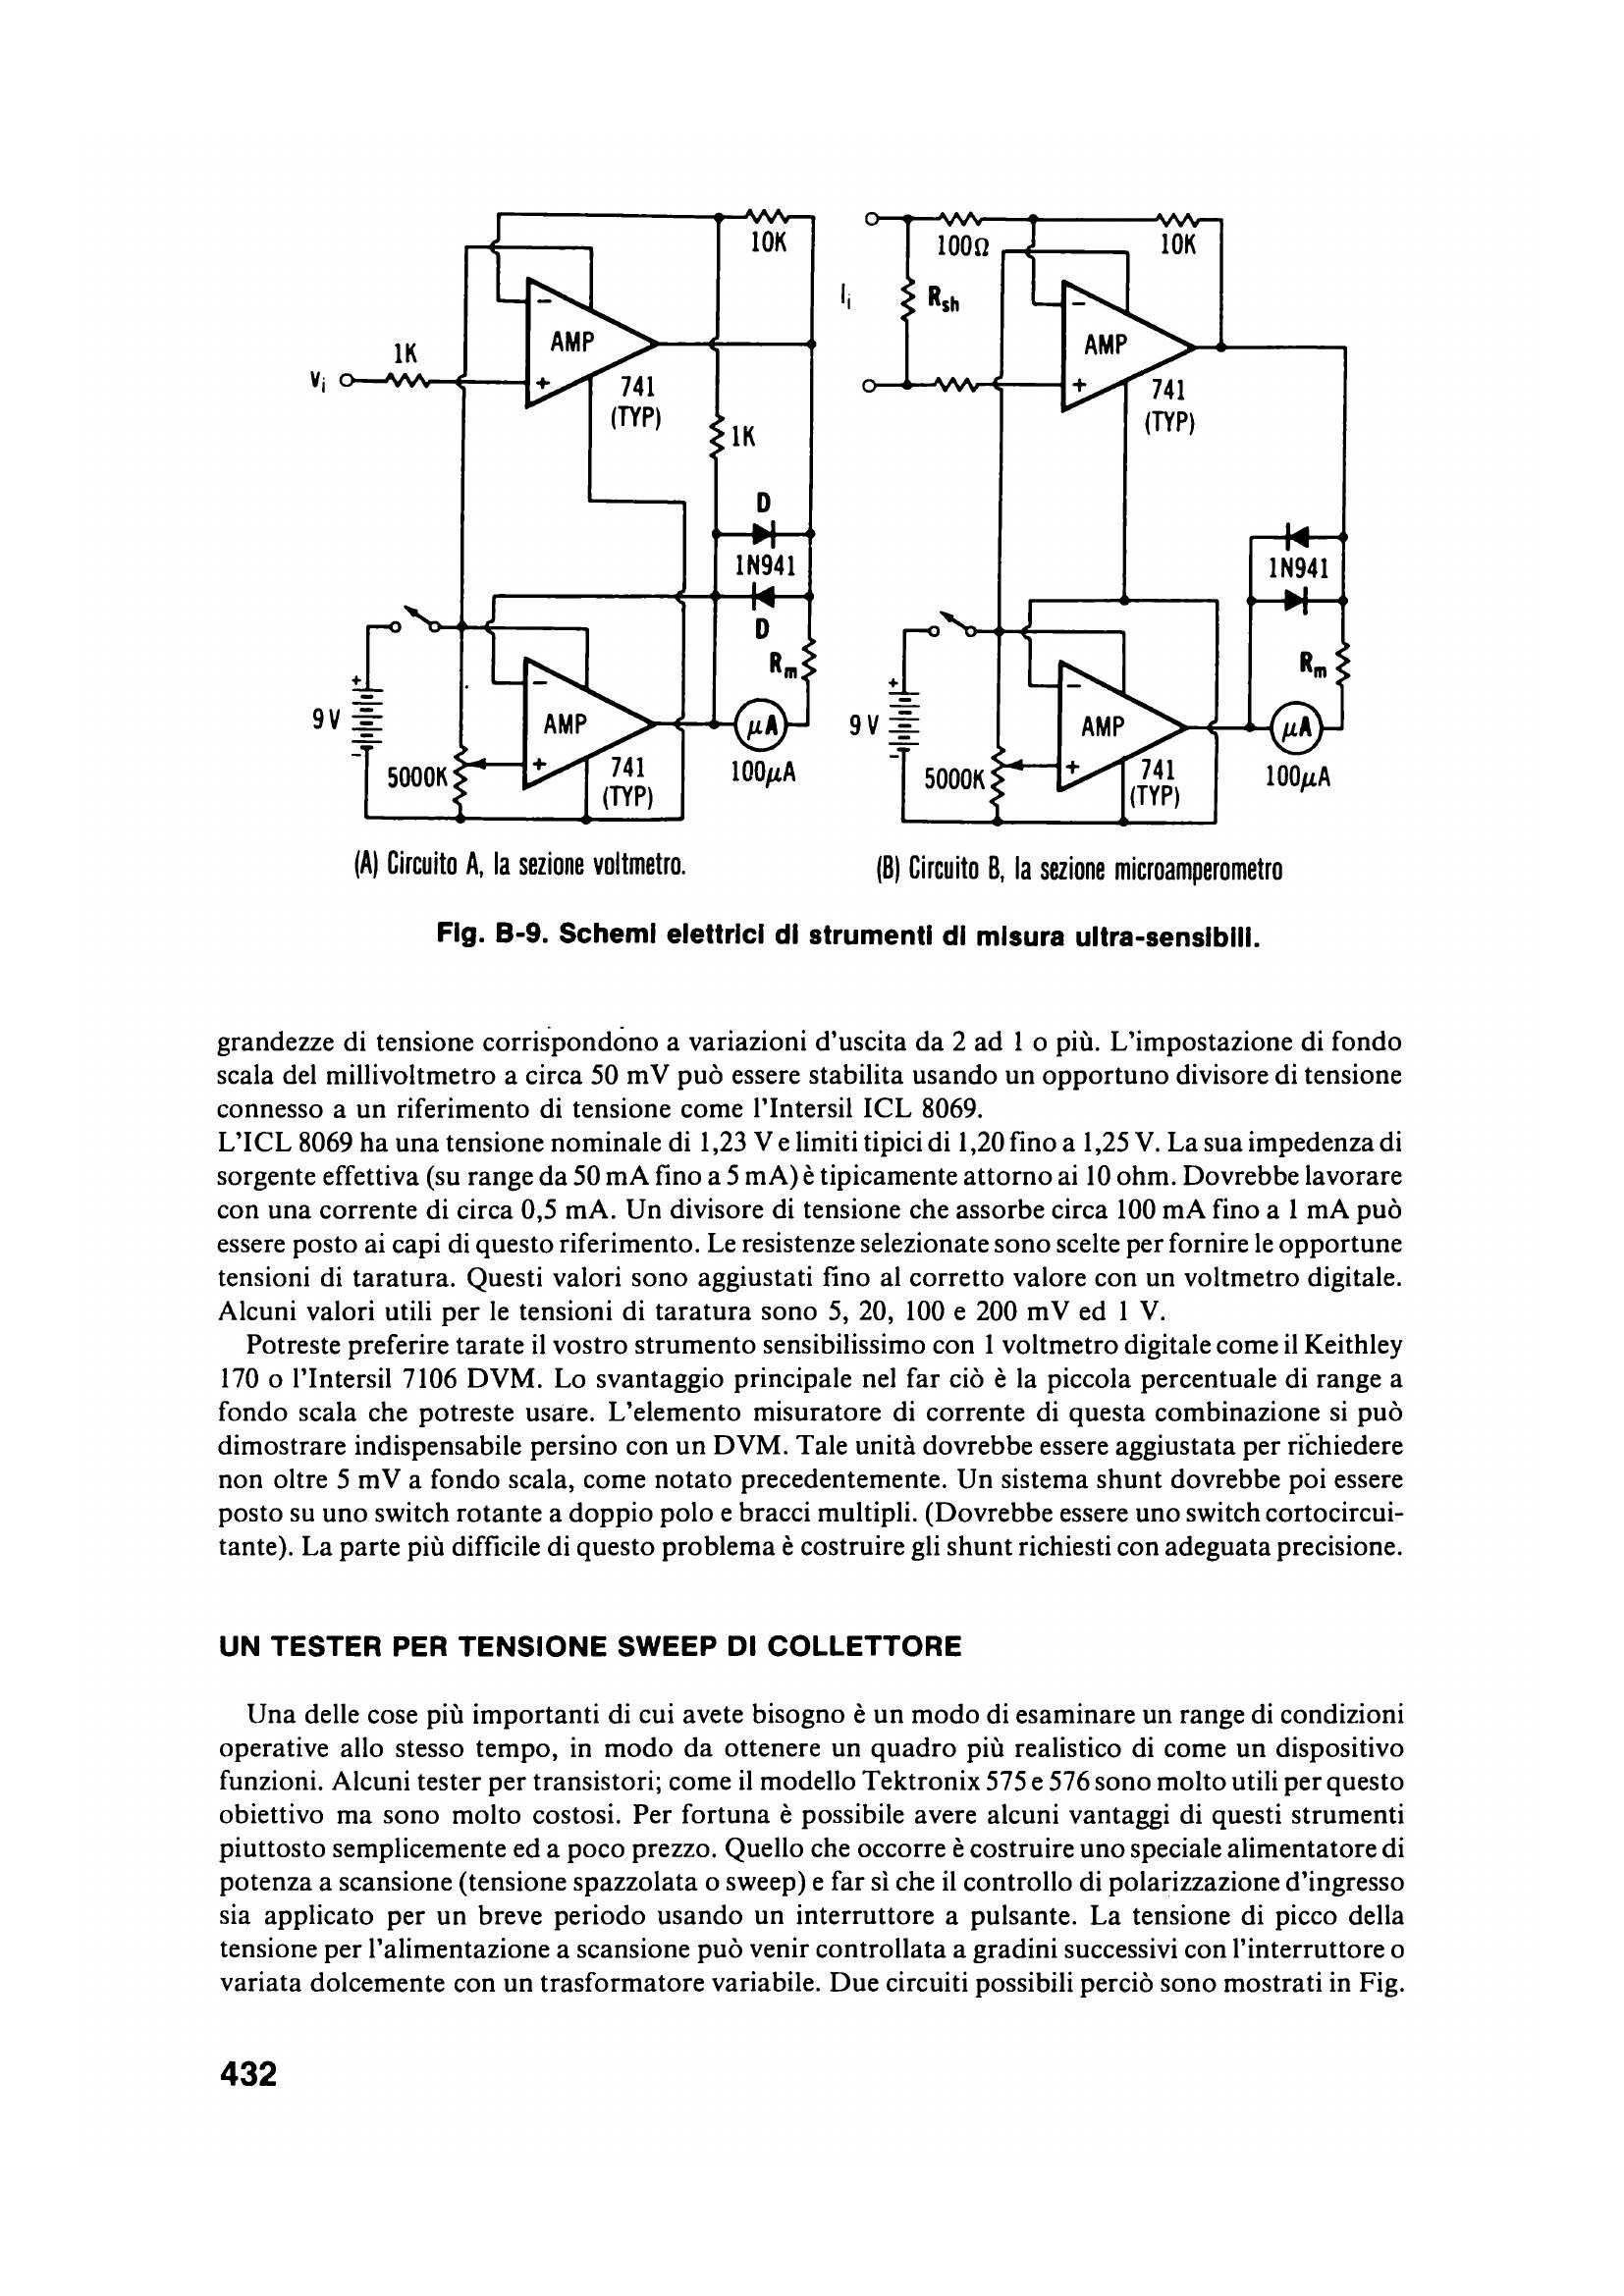 10K
1K
Vi
AMP
741
(TYP)
1K
D
1N941
D
Rm
9 V
AMP
µA
5000K
741
(TYP)
100µA
100Ω
10K
Ii
Rsh
AMP
741
(TYP)
1N941
Rm
9 V
AMP
µA
5000K
741
(TYP)
100µA
(A) Circuito A, la sezione voltmetro.
(B) Circuito B, la sezione microamperometro
Fig. B-9. Schemi elettrici di strumenti di misura ultra-sensibili.
grandezze di tensione corrispondono a variazioni d'uscita da 2 ad 1 o più. L'impostazione di fondo
scala del millivoltmetro a circa 50 mV può essere stabilita usando un opportuno divisore di tensione
connesso a un riferimento di tensione come l'Intersil ICL 8069.
L'ICL 8069 ha una tensione nominale di 1,23 V e limiti tipici di 1,20 fino a 1,25 V. La sua impedenza di
sorgente effettiva (su range da 50 mA fino a 5 mA) è tipicamente attorno ai 10 ohm. Dovrebbe lavorare
con una corrente di circa 0,5 mA. Un divisore di tensione che assorbe circa 100 mA fino a 1 mA può
essere posto ai capi di questo riferimento. Le resistenze selezionate sono scelte per fornire le opportune
tensioni di taratura. Questi valori sono aggiustati fino al corretto valore con un voltmetro digitale.
Alcuni valori utili per le tensioni di taratura sono 5, 20, 100 e 200 mV ed 1 V.
Potreste preferire tarate il vostro strumento sensibilissimo con 1 voltmetro digitale come il Keithley
170 o l'Intersil 7106 DVM. Lo svantaggio principale nel far ciò è la piccola percentuale di range a
fondo scala che potreste usare. L'elemento misuratore di corrente di questa combinazione si può
dimostrare indispensabile persino con un DVM. Tale unità dovrebbe essere aggiustata per richiedere
non oltre 5 mV a fondo scala, come notato precedentemente. Un sistema shunt dovrebbe poi essere
posto su uno switch rotante a doppio polo e bracci multipli. (Dovrebbe essere uno switch cortocircui-
tante). La parte più difficile di questo problema è costruire gli shunt richiesti con adeguata precisione.
UN TESTER PER TENSIONE SWEEP DI COLLETTORE
Una delle cose più importanti di cui avete bisogno è un modo di esaminare un range di condizioni
operative allo stesso tempo, in modo da ottenere un quadro più realistico di come un dispositivo
funzioni. Alcuni tester per transistori; come il modello Tektronix 575 e 576 sono molto utili per questo
obiettivo ma sono molto costosi. Per fortuna è possibile avere alcuni vantaggi di questi strumenti
piuttosto semplicemente ed a poco prezzo. Quello che occorre è costruire uno speciale alimentatore di
potenza a scansione (tensione spazzolata o sweep) e far sì che il controllo di polarizzazione d'ingresso
sia applicato per un breve periodo usando un interruttore a pulsante. La tensione di picco della
tensione per l'alimentazione a scansione può venir controllata a gradini successivi con l'interruttore o
variata dolcemente con un trasformatore variabile. Due circuiti possibili perciò sono mostrati in Fig.
432